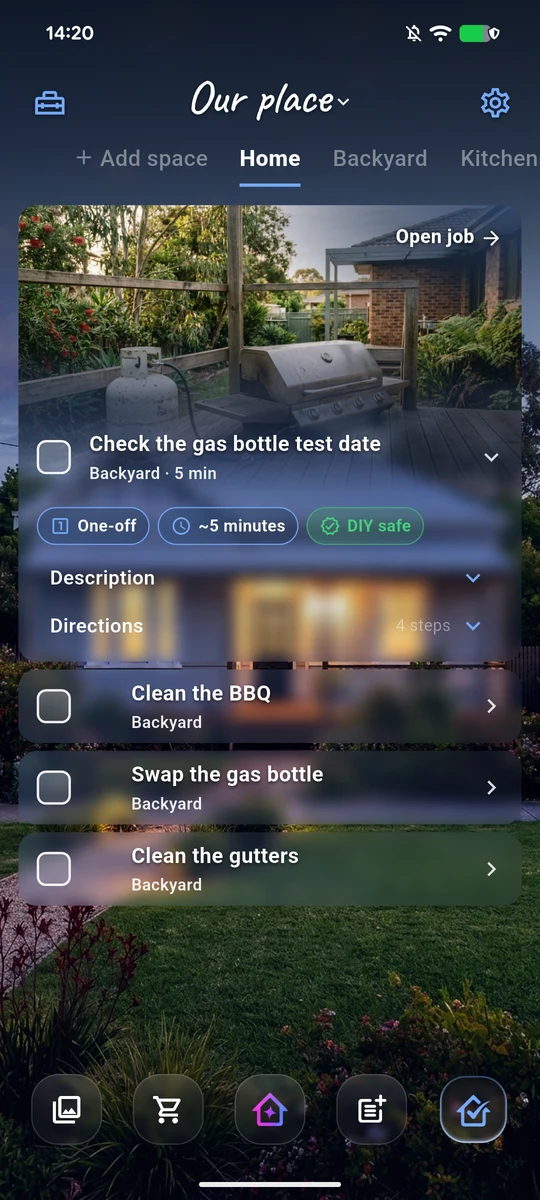 14:20
Our place
+ Add space
Home
Backyard
Kitchen
Open job →
Check the gas bottle test date
Backyard · 5 min
1 One-off
~5 minutes
DIY safe
Description
Directions
4 steps
Clean the BBQ
Backyard
Swap the gas bottle
Backyard
Clean the gutters
Backyard